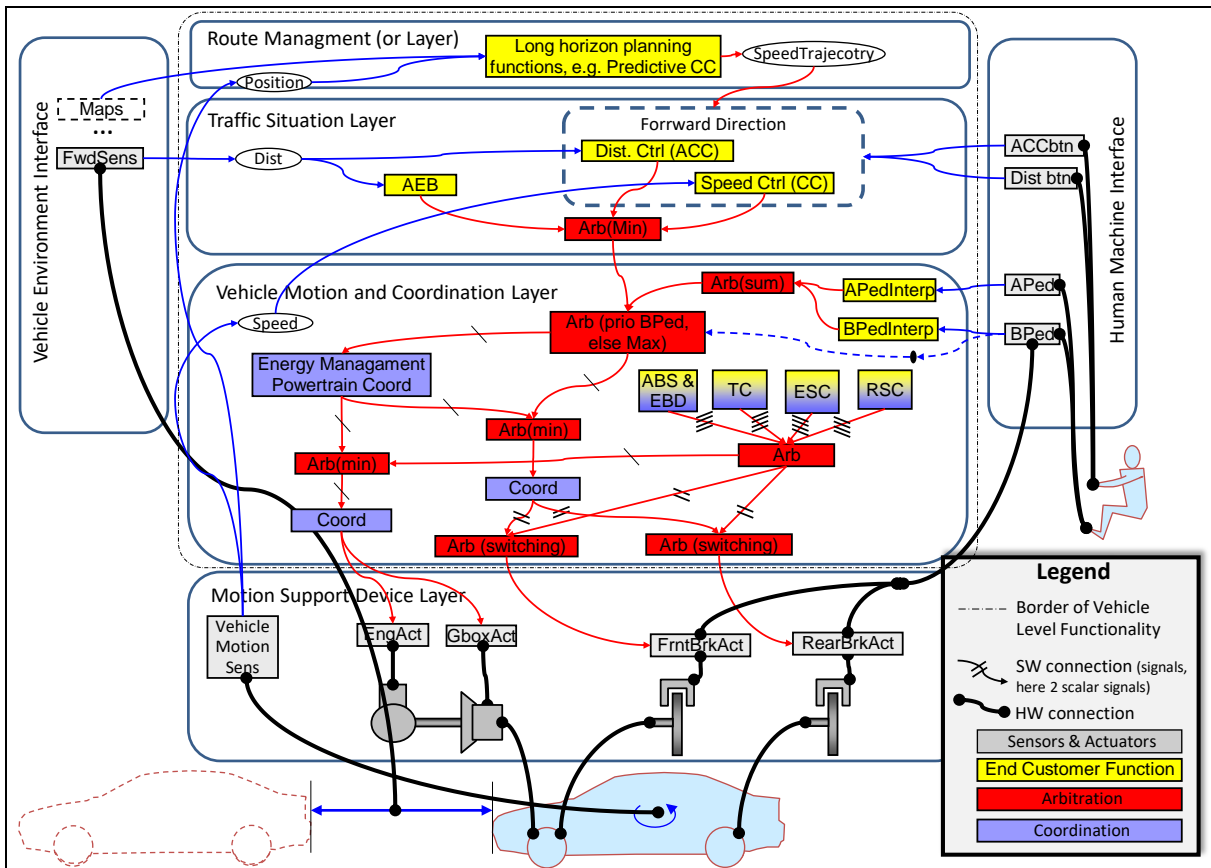 Route Managment (or Layer)
Long horizon planning
functions, e.g. Predictive CC
SpeedTrajecotry
Position
Vehicle Environment Interface
Maps
...
FwdSens
Traffic Situation Layer
Forrward Direction
Dist
Dist. Ctrl (ACC)
AEB
Speed Ctrl (CC)
Arb(Min)
Human Machine Interface
ACCbtn
Dist btn
APed
BPed
Vehicle Motion and Coordination Layer
Arb(sum)
APedInterp
BPedInterp
Speed
Arb (prio BPed,
else Max)
Energy Managament
Powertrain Coord
ABS &
EBD
TC
ESC
RSC
Arb(min)
Arb(min)
Arb
Coord
Coord
Arb (switching)
Arb (switching)
Motion Support Device Layer
Vehicle
Motion
Sens
EngAct
GboxAct
FrntBrkAct
RearBrkAct
Legend
Border of Vehicle
Level Functionality
SW connection (signals,
here 2 scalar signals)
HW connection
Sensors & Actuators
End Customer Function
Arbitration
Coordination